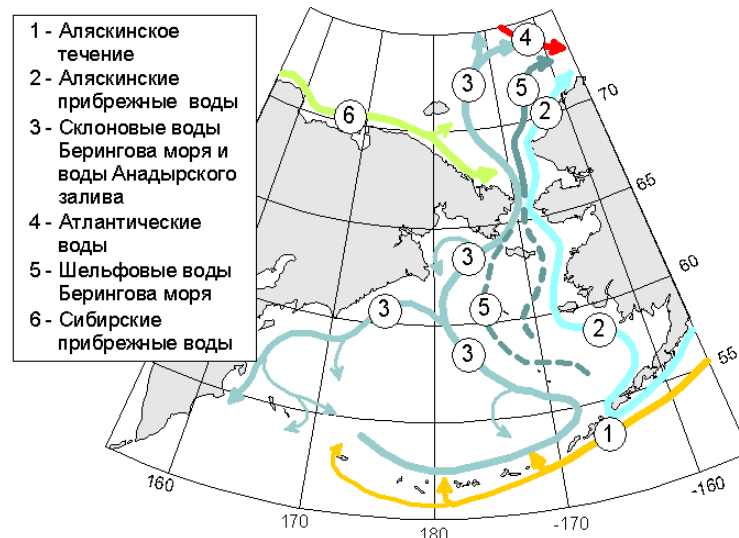 1 - Аляскинское
течение
2 - Аляскинские
прибрежные воды
3 - Склоновые воды
Берингова моря и
воды Анадырского
залива
4 - Атлантические
воды
5 - Шельфовые воды
Берингова моря
6 - Сибирские
прибрежные воды
4
3
5
2
6
70
65
3
60
5
3
2
3
55
1
160
-160
170
-170
180